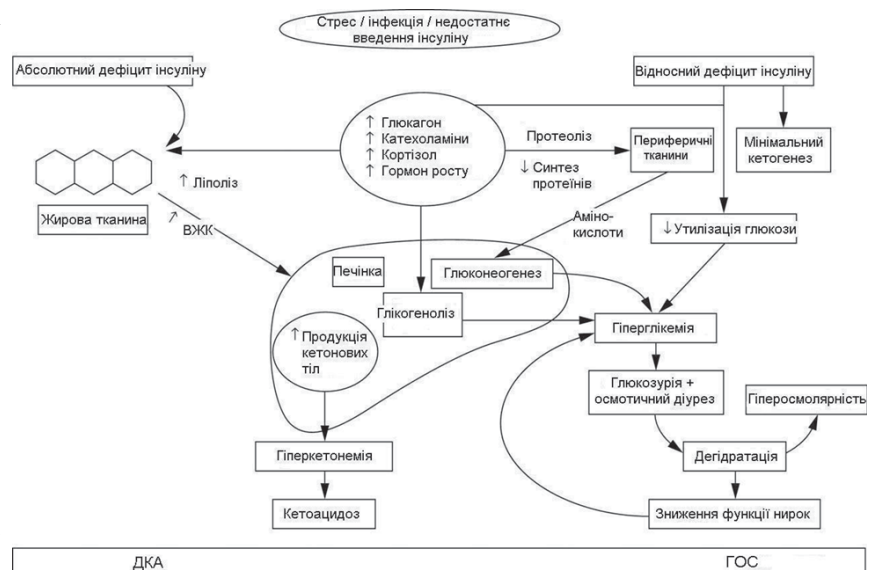 Стрес / інфекція / недостатнє
введення інсуліну
Абсолютний дефіцит інсуліну
Відносний дефіцит інсуліну
↑ Глюкагон
↑ Катехоламіни
↑ Кортізол
↑ Гормон росту
Протеоліз
↓ Синтез
протеїнів
Периферичні
тканини
Мінімальний
кетогенез
↑ Ліполіз
Жирова тканина
↑ ВЖК
Аміно-
кислоти
↓ Утилізація глюкози
Печінка
Глюконеогенез
Глікогеноліз
Гіперглікемія
↑ Продукція
кетонових
тіл
Глюкозурія +
осмотичний діурез
Гіперосмолярність
Гіперкетонемія
Дегідратація
Кетоацидоз
Зниження функції нирок
ДКА
ГОС